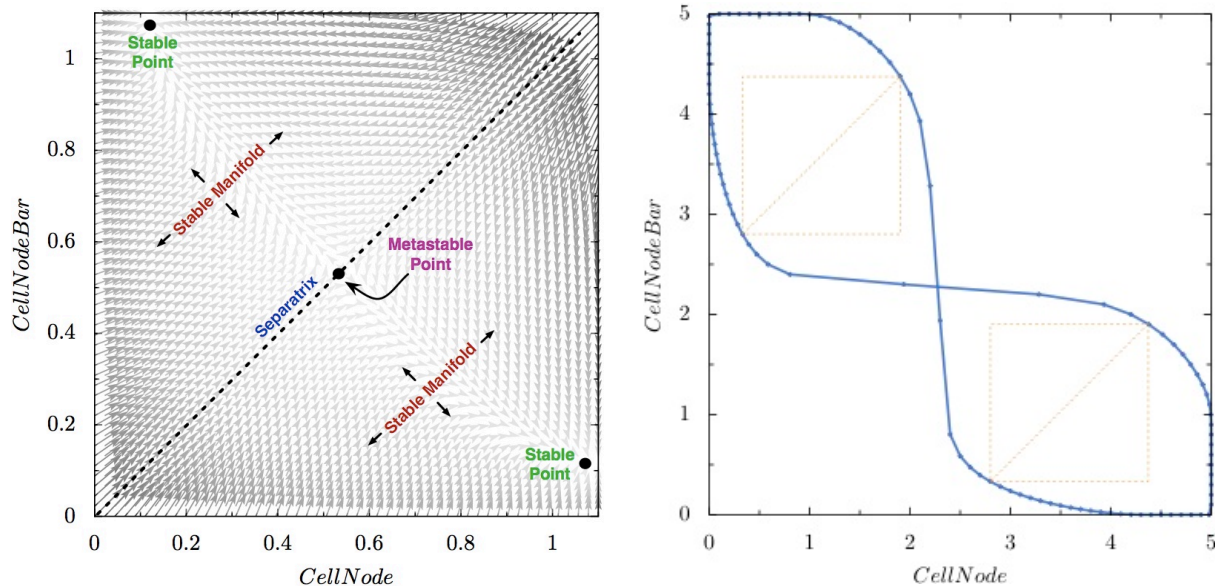 Stable
Point
Stable Manifold
Metastable
Point
Separatrix
Stable Manifold
Stable
Point
CellNodeBar
1
0.8
0.6
0.4
0.2
0
0 0.2 0.4 0.6 0.8 1
CellNode
CellNodeBar
5
4
3
2
1
0
0 1 2 3 4 5
CellNode